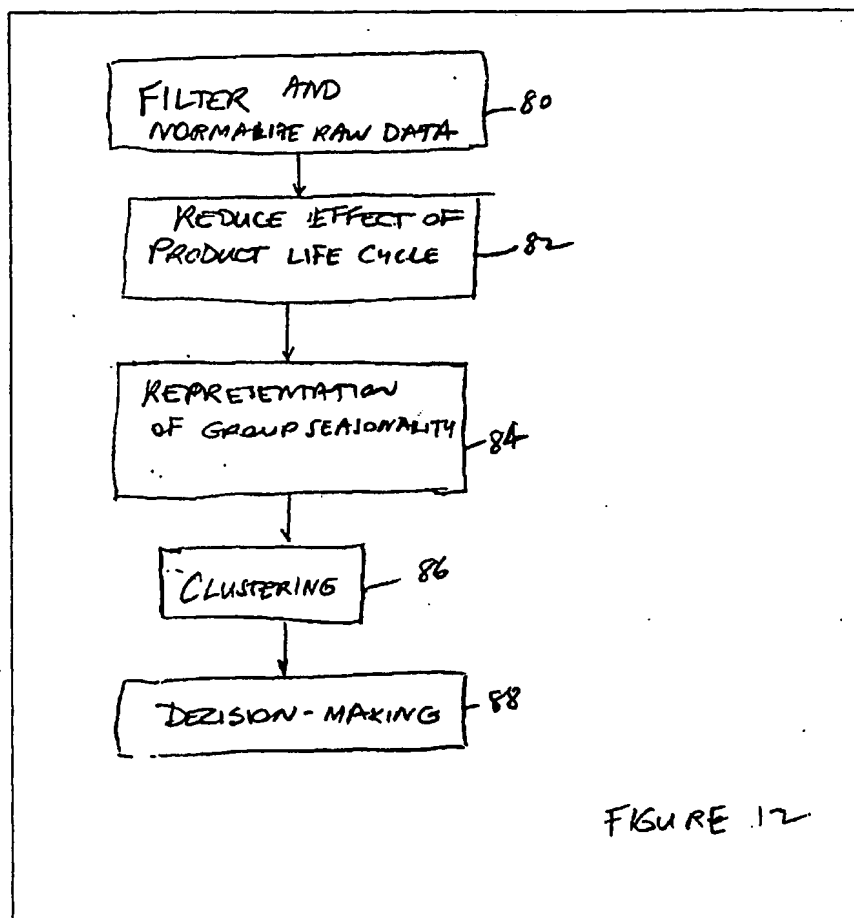 FILTER AND
NORMALIZE RAW DATA
80
REDUCE EFFECT OF
PRODUCT LIFE CYCLE
82
REPRESENTATION
OF GROUP SEASONALITY
84
CLUSTERING
86
DECISION-MAKING
88
FIGURE 12